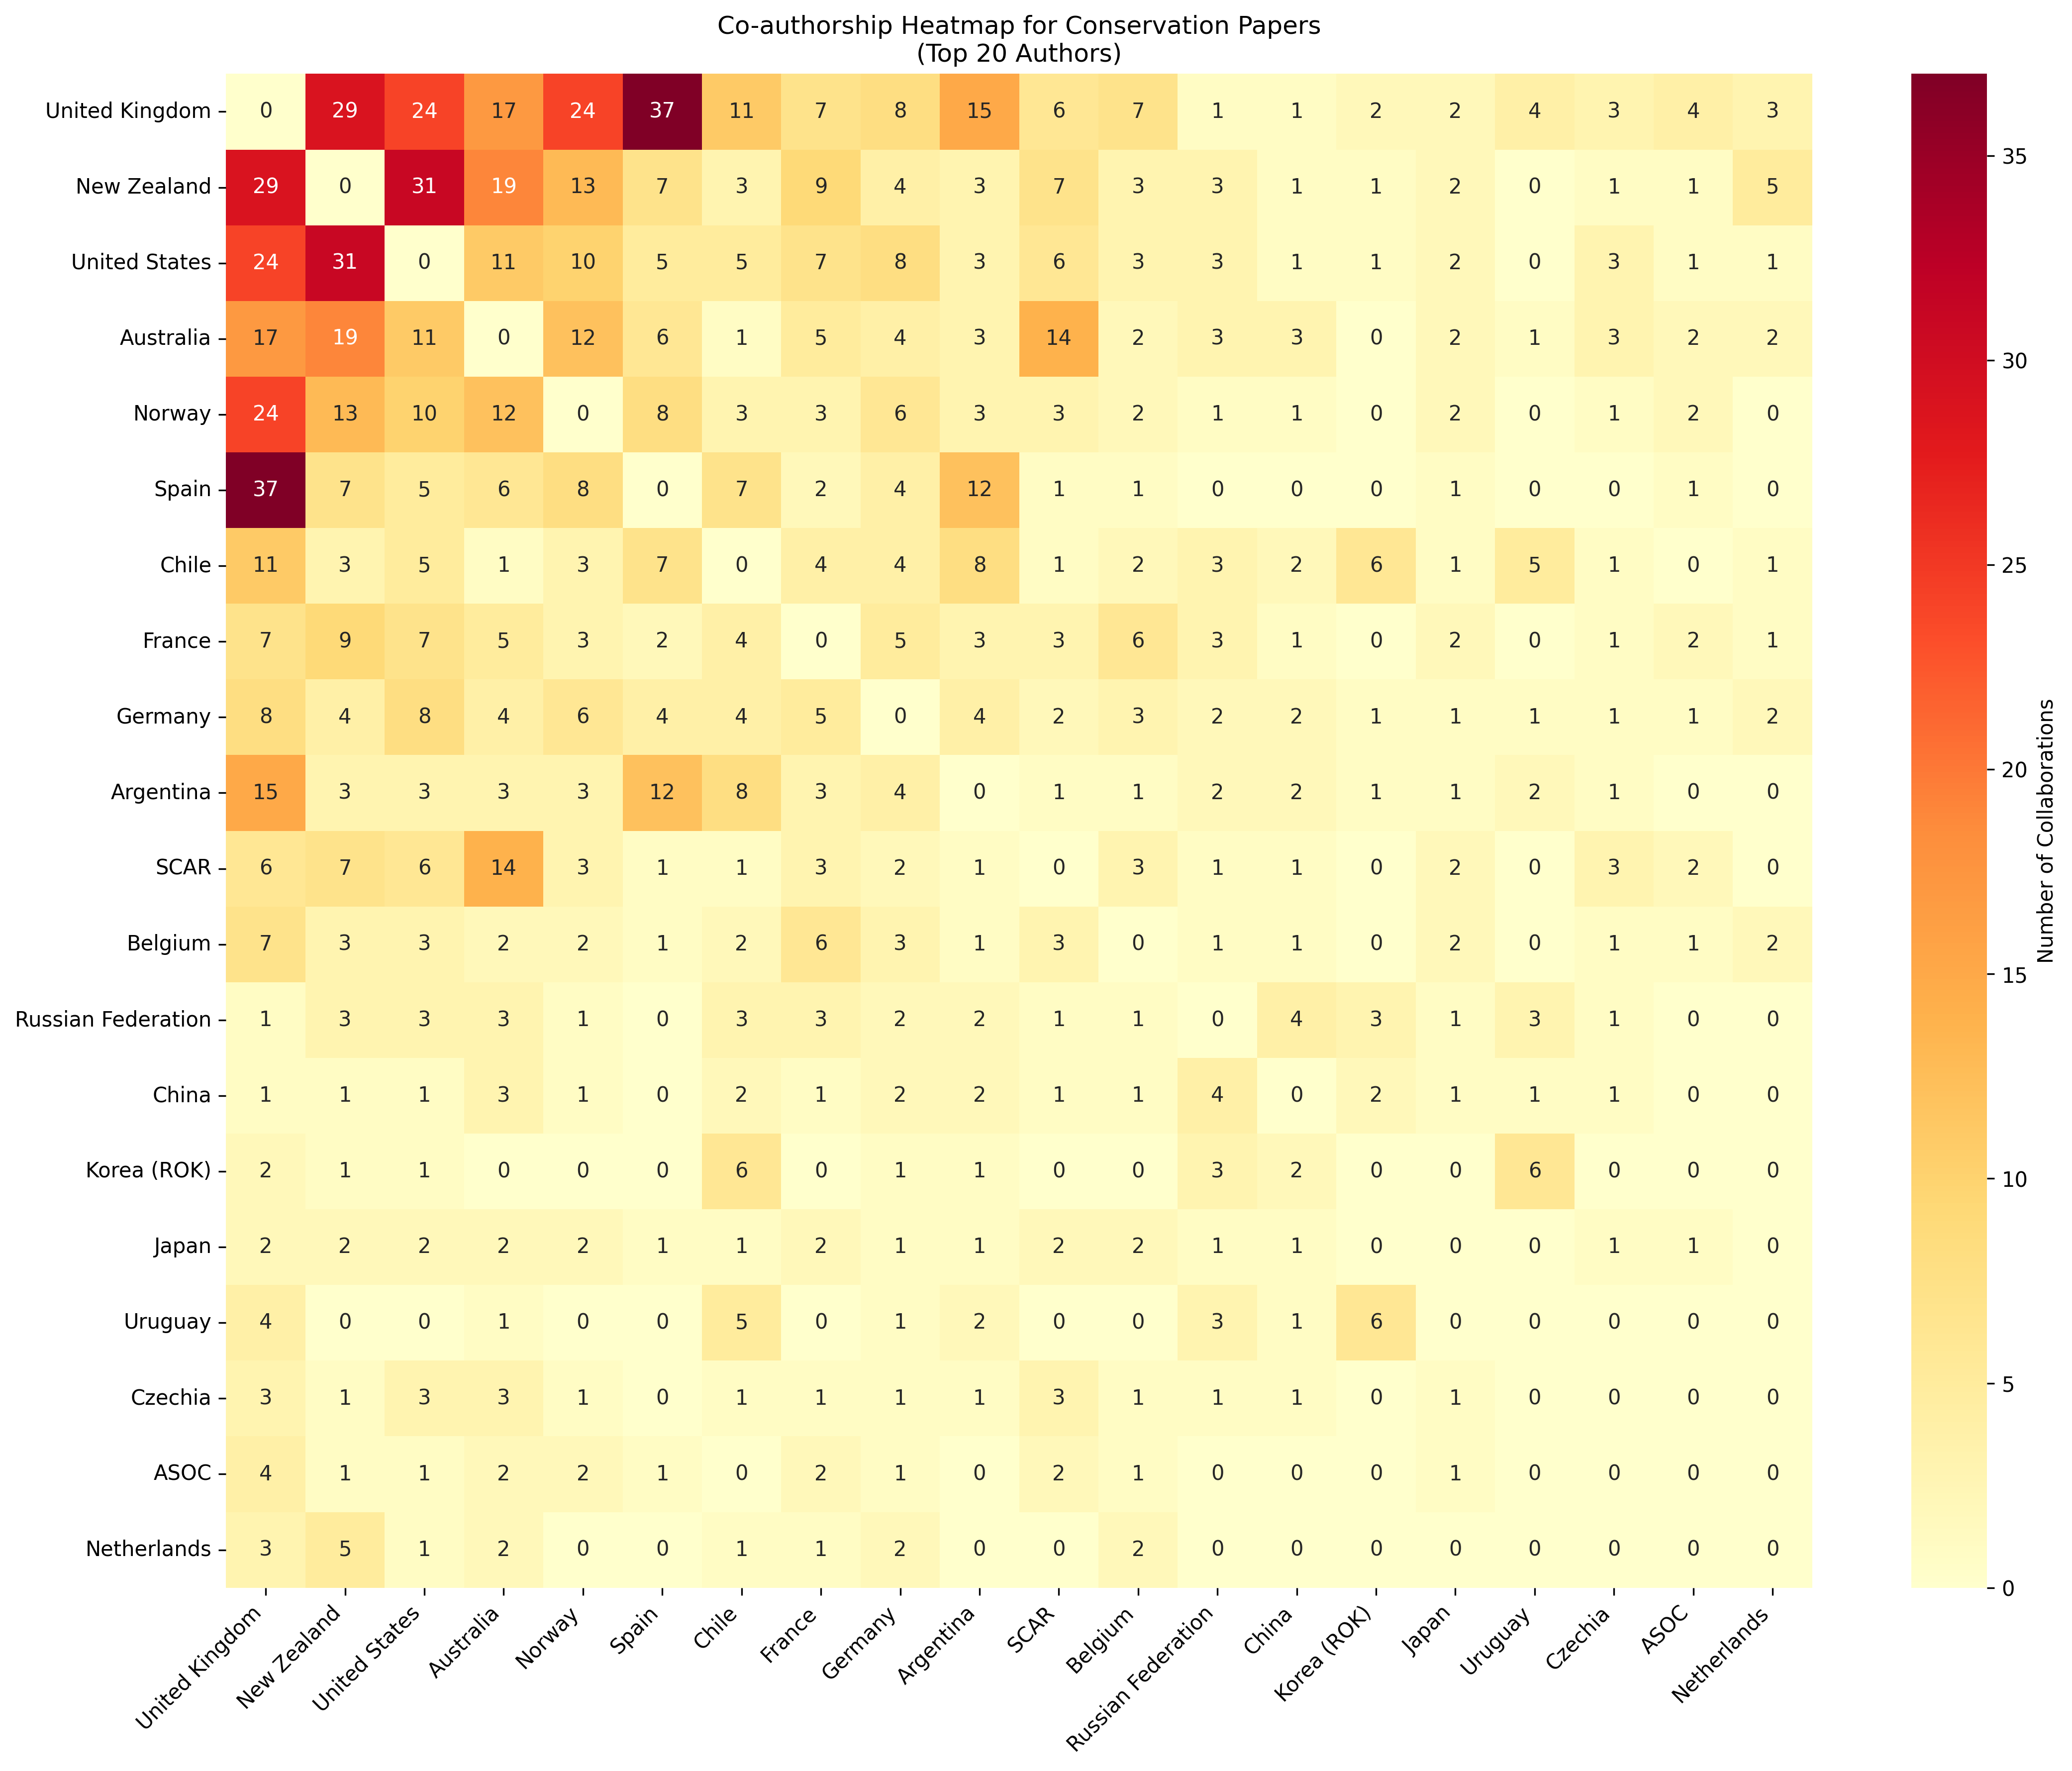 Co-authorship Heatmap for Conservation Papers
(Top 20 Authors)
United Kingdom 0 29 24 17 24 37 11 7 8 15 6 7 1 1 2 2 4 3 4 3
New Zealand 29 0 31 19 13 7 3 9 4 3 7 3 3 1 1 2 0 1 1 5
United States 24 31 0 11 10 5 5 7 8 3 6 3 3 1 1 2 0 3 1 1
Australia 17 19 11 0 12 6 1 5 4 3 14 2 3 3 0 2 1 3 2 2
Norway 24 13 10 12 0 8 3 3 6 3 3 2 1 1 0 2 0 1 2 0
Spain 37 7 5 6 8 0 7 2 4 12 1 1 0 0 0 1 0 0 1 0
Chile 11 3 5 1 3 7 0 4 4 8 1 2 3 2 6 1 5 1 0 1
France 7 9 7 5 3 2 4 0 5 3 3 6 3 1 0 2 0 1 2 1
Germany 8 4 8 4 6 4 4 5 0 4 2 3 2 2 1 1 1 1 1 2
Argentina 15 3 3 3 3 12 8 3 4 0 1 1 2 2 1 1 2 1 0 0
SCAR 6 7 6 14 3 1 1 3 2 1 0 3 1 1 0 2 0 3 2 0
Belgium 7 3 3 2 2 1 2 6 3 1 3 0 1 1 0 2 0 1 1 2
Russian Federation 1 3 3 3 1 0 3 3 2 2 1 1 0 4 3 1 3 1 0 0
China 1 1 1 3 1 0 2 1 2 2 1 1 4 0 2 1 1 1 0 0
Korea (ROK) 2 1 1 0 0 0 6 0 1 1 0 0 3 2 0 0 6 0 0 0
Japan 2 2 2 2 2 1 1 2 1 1 2 2 1 1 0 0 0 1 1 0
Uruguay 4 0 0 1 0 0 5 0 1 2 0 0 3 1 6 0 0 0 0 0
Czechia 3 1 3 3 1 0 1 1 1 1 3 1 1 1 0 1 0 0 0 0
ASOC 4 1 1 2 2 1 0 2 1 0 2 1 0 0 0 1 0 0 0 0
Netherlands 3 5 1 2 0 0 1 1 2 0 0 2 0 0 0 0 0 0 0 0
United Kingdom
New Zealand
United States
Australia
Norway
Spain
Chile
France
Germany
Argentina
SCAR
Belgium
Russian Federation
China
Korea (ROK)
Japan
Uruguay
Czechia
ASOC
Netherlands
35
30
25
20
15
10
5
0
Number of Collaborations